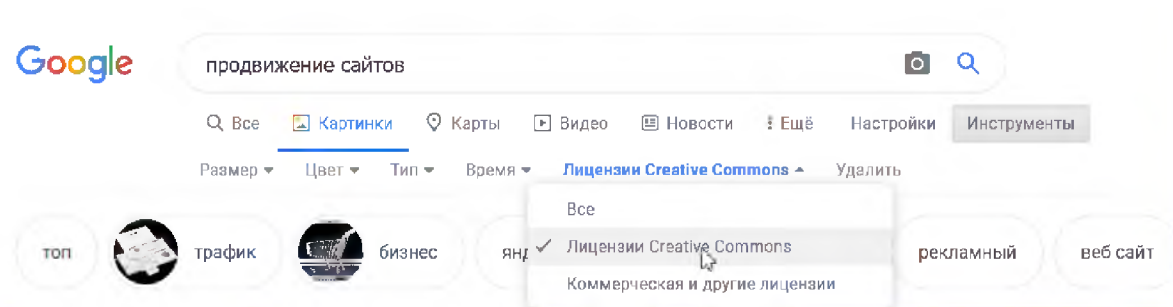 Google
продвижение сайтов
Все Картинки Карты Видео Новости Ещё Настройки Инструменты
Размер Цвет Тип Время Лицензии Creative Commons Удалить
Все
топ трафик бизнес янд Лицензии Creative Commons рекламный веб сайт
Коммерческая и другие лицензии